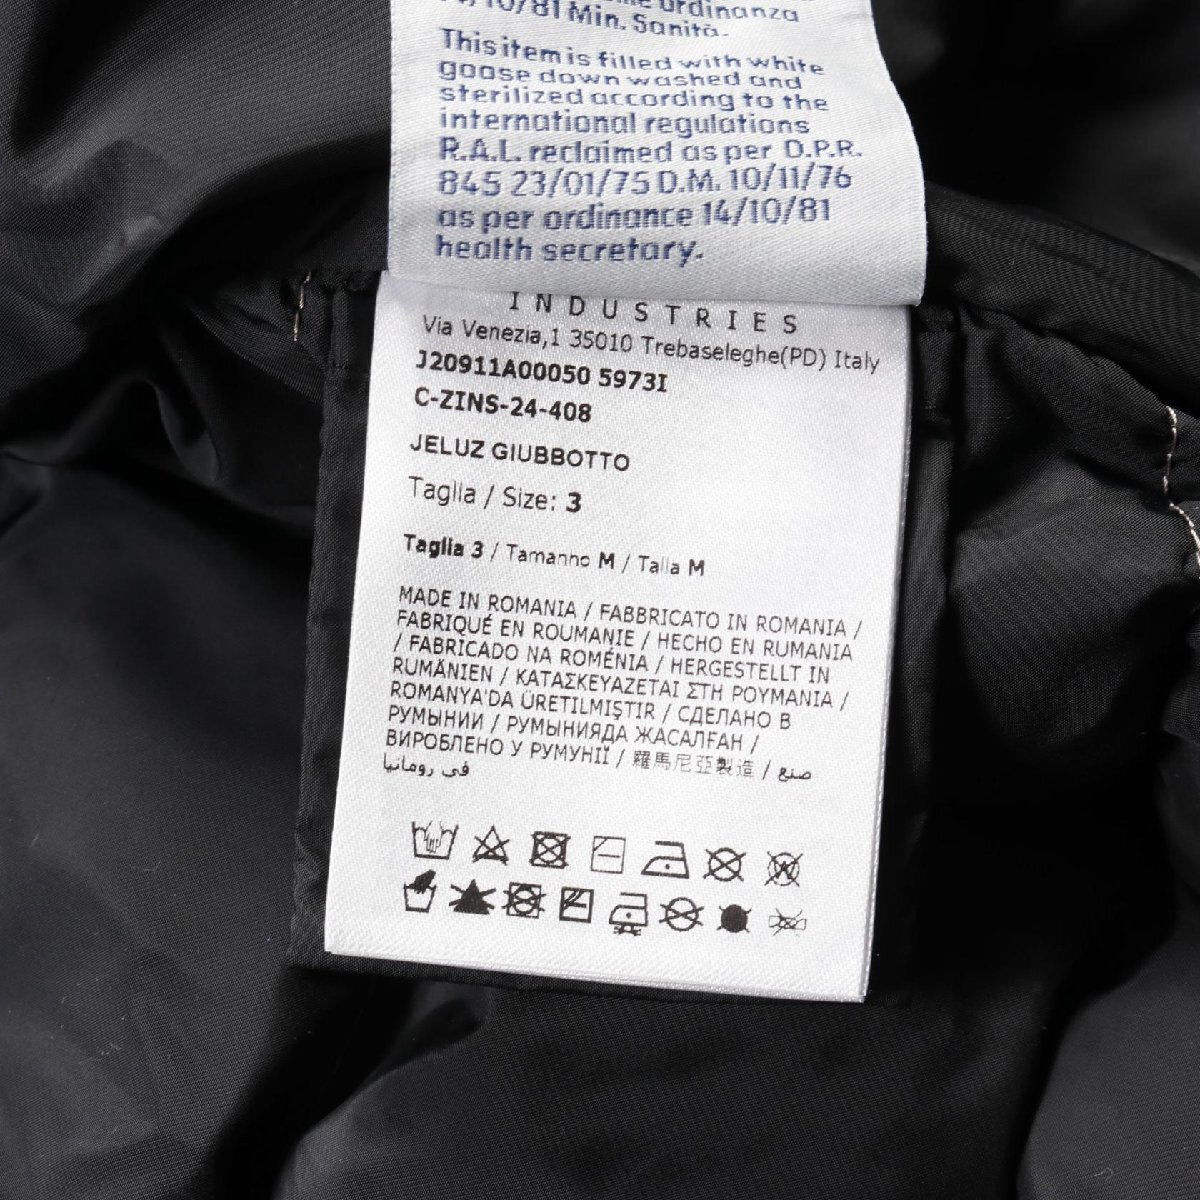 ordinanza
14/10/81 Min. Sanità.
This item is filled with white
goose down washed and
sterilized according to the
international regulations
R.A.L. reclaimed as per D.P.R.
845 23/01/75 D.M. 10/11/76
as per ordinance 14/10/81
health secretary.
INDUSTRIES
Via Venezia,1 35010 Trebaseleghe(PD) Italy
J20911A00050 5973I
C-ZINS-24-408
JELUZ GIUBBOTTO
Taglia / Size: 3
Taglia 3 / Tamanho M / Talla M
MADE IN ROMANIA / FABBRICATO IN ROMANIA /
FABRIQUÉ EN ROUMANIE / HECHO EN RUMANIA
/ FABRICADO NA ROMÉNIA / HERGESTELLT IN
RUMÄNIEN / ΚΑΤΑΣΚΕΥΑΖΕΤΑΙ ΣΤΗ ΡΟΥΜΑΝΙΑ /
ROMANYA'DA ÜRETILMIŞTIR / СДЕЛАНО В
РУМЫНИИ / РУМЫНИЯДА ЖАСАЛҒАН /
ВИРОБЛЕНО У РУМУНІЇ / 羅馬尼亞製造 / صنع
في رومانيا